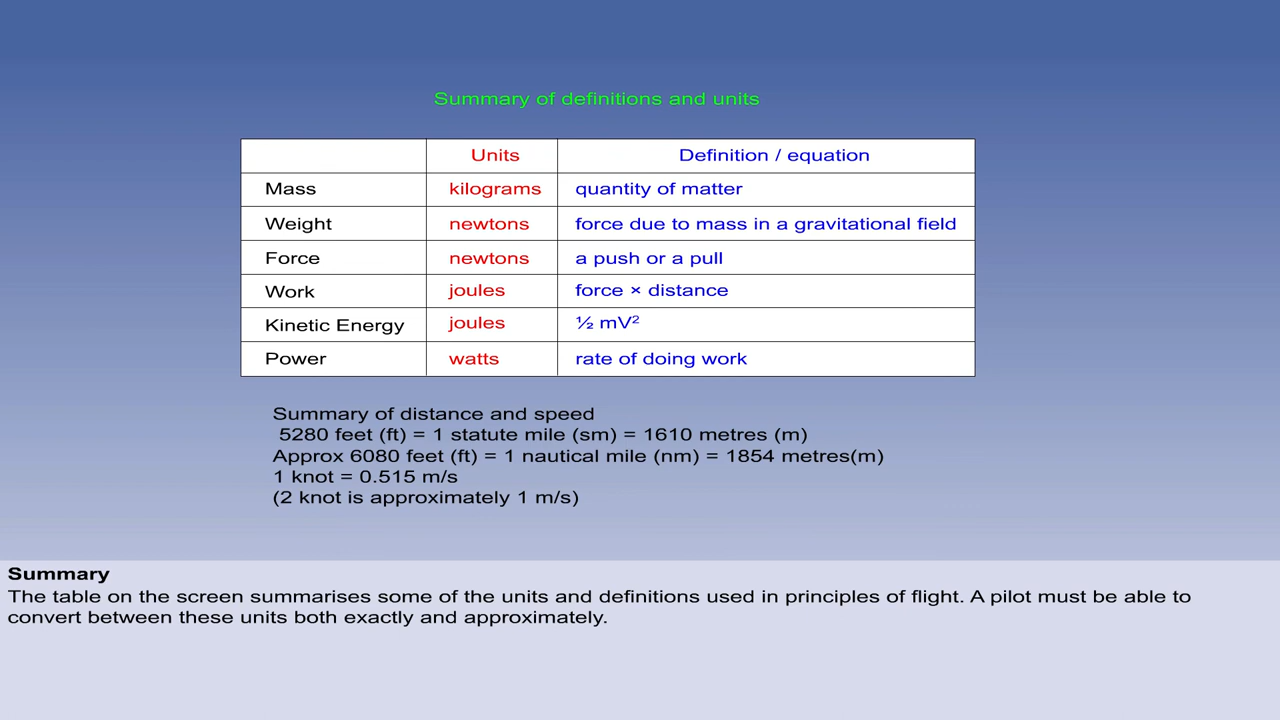 Summary of definitions and units
Units Definition / equation
Mass kilograms quantity of matter
Weight newtons force due to mass in a gravitational field
Force newtons a push or a pull
Work joules force × distance
Kinetic Energy joules ½ mV²
Power watts rate of doing work
Summary of distance and speed
5280 feet (ft) = 1 statute mile (sm) = 1610 metres (m)
Approx 6080 feet (ft) = 1 nautical mile (nm) = 1854 metres(m)
1 knot = 0.515 m/s
(2 knot is approximately 1 m/s)
Summary
The table on the screen summarises some of the units and definitions used in principles of flight. A pilot must be able to
convert between these units both exactly and approximately.